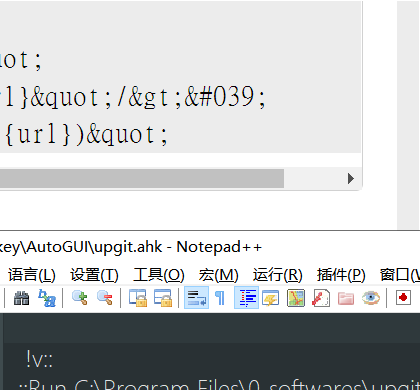 uot;
l}&quot;/&gt;&#039;
{url})&quot;
key\AutoGUI\upgit.ahk - Notepad++
语言(L) 设置(T) 工具(O) 宏(M) 运行(R) 插件(P) 窗口(W
!v::
::Run C:\Program Files\0_softwares\upgit